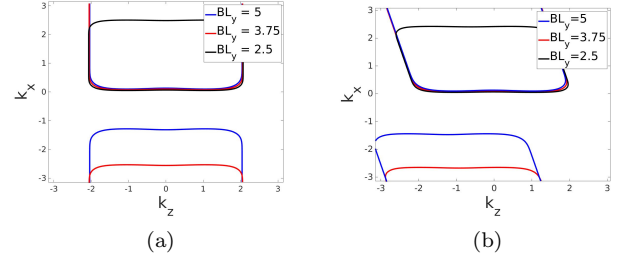 3
2
1
0
-1
-2
-3
k_x
-3 -2 -1 0 1 2 3
k_z
BL_y = 5
BL_y = 3.75
BL_y = 2.5
(a)
3
2
1
0
-1
-2
-3
k_x
-3 -2 -1 0 1 2 3
k_z
BL_y=5
BL_y=3.75
BL_y=2.5
(b)